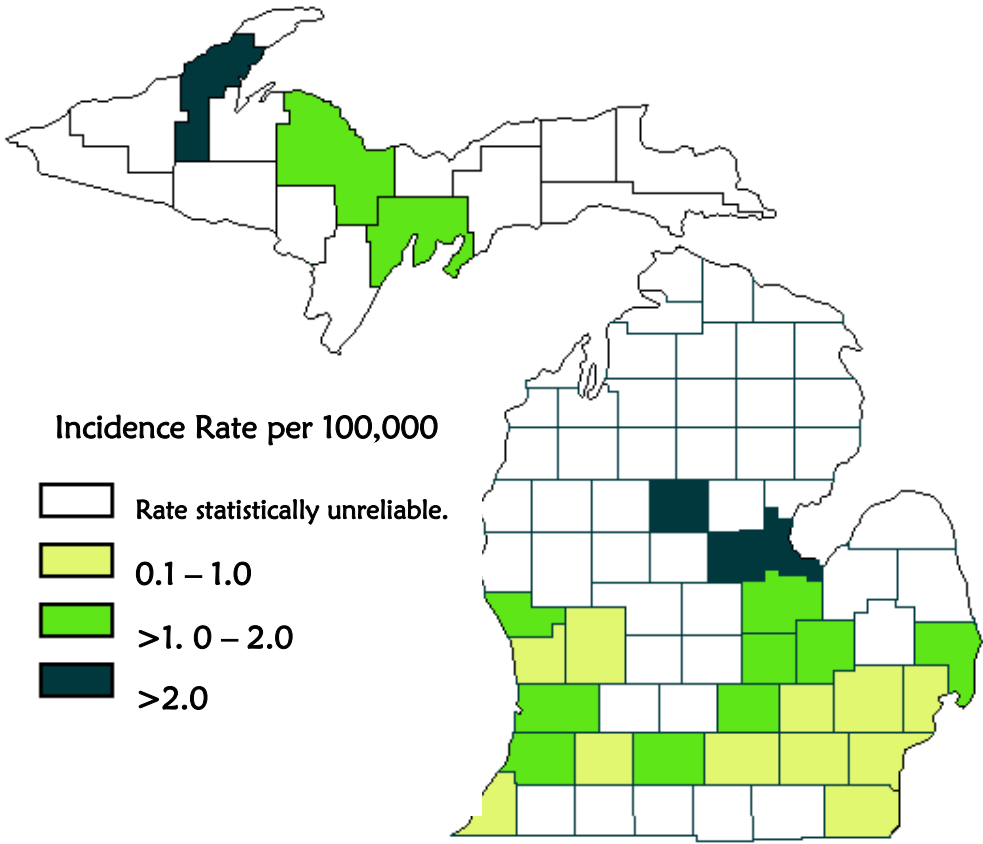 Incidence Rate per 100,000
Rate statistically unreliable.
0.1 – 1.0
>1. 0 – 2.0
>2.0